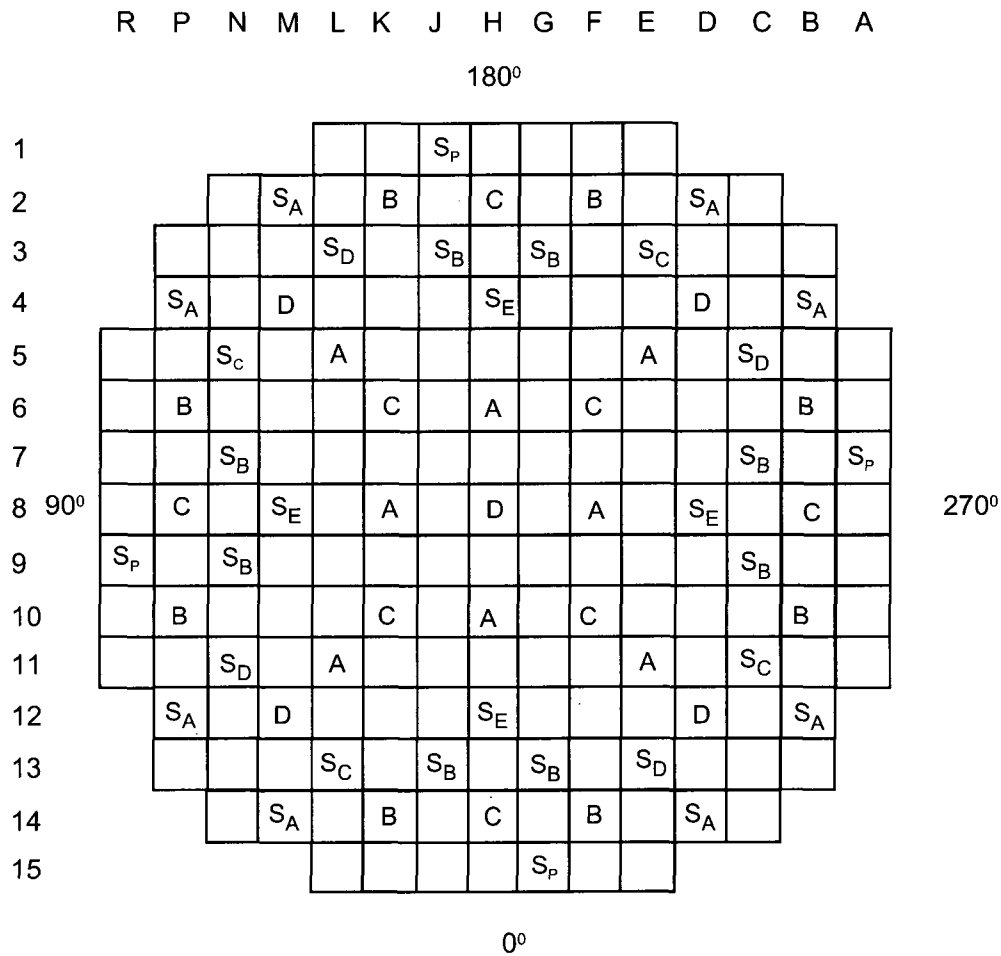 R P N M L K J H G F E D C B A
180⁰
1 S_P
2 S_A B C B S_A
3 S_D S_B S_B S_C
4 S_A D S_E D S_A
5 S_C A A S_D
6 B C A C B
7 S_B S_B S_P
8 90⁰ C S_E A D A S_E C 270⁰
9 S_P S_B S_B
10 B C A C B
11 S_D A A S_C
12 S_A D S_E D S_A
13 S_C S_B S_B S_D
14 S_A B C B S_A
15 S_P
0⁰